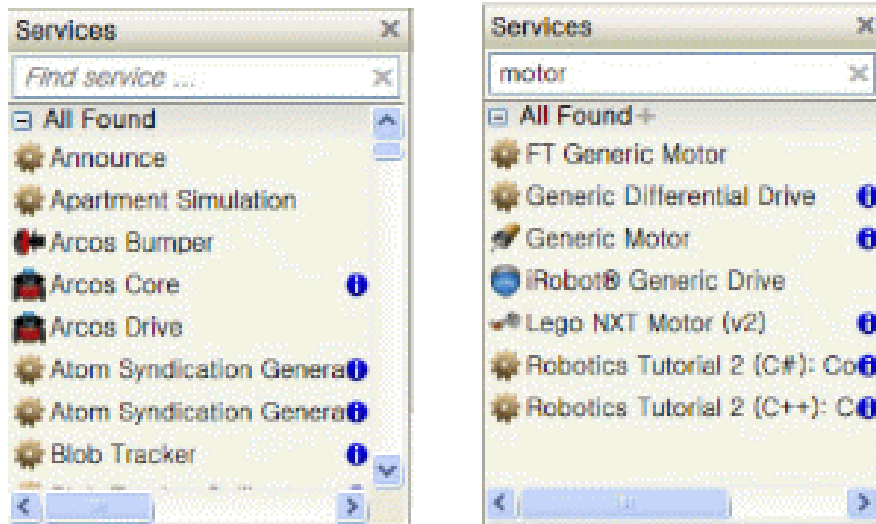 Services
Find service ...
All Found
Announce
Apartment Simulation
Arcos Bumper
Arcos Core
Arcos Drive
Atom Syndication Genera
Atom Syndication Genera
Blob Tracker
Services
motor
All Found
FT Generic Motor
Generic Differential Drive
Generic Motor
iRobot® Generic Drive
Lego NXT Motor (v2)
Robotics Tutorial 2 (C#): Co
Robotics Tutorial 2 (C++): C